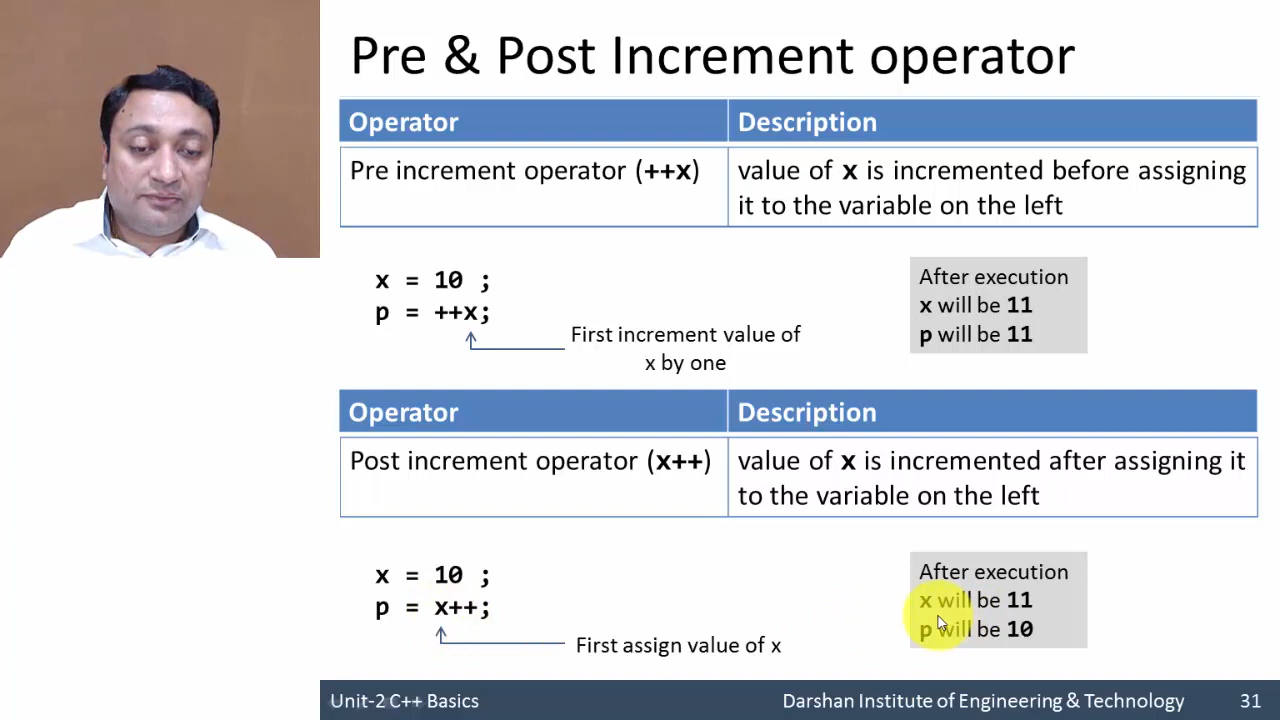 Pre & Post Increment operator
Operator Description
Pre increment operator (++x) value of x is incremented before assigning
it to the variable on the left
x = 10 ;
p = ++x;
First increment value of
x by one
After execution
x will be 11
p will be 11
Operator Description
Post increment operator (x++) value of x is incremented after assigning it
to the variable on the left
x = 10 ;
p = x++;
First assign value of x
After execution
x will be 11
p will be 10
Unit-2 C++ Basics Darshan Institute of Engineering & Technology 31